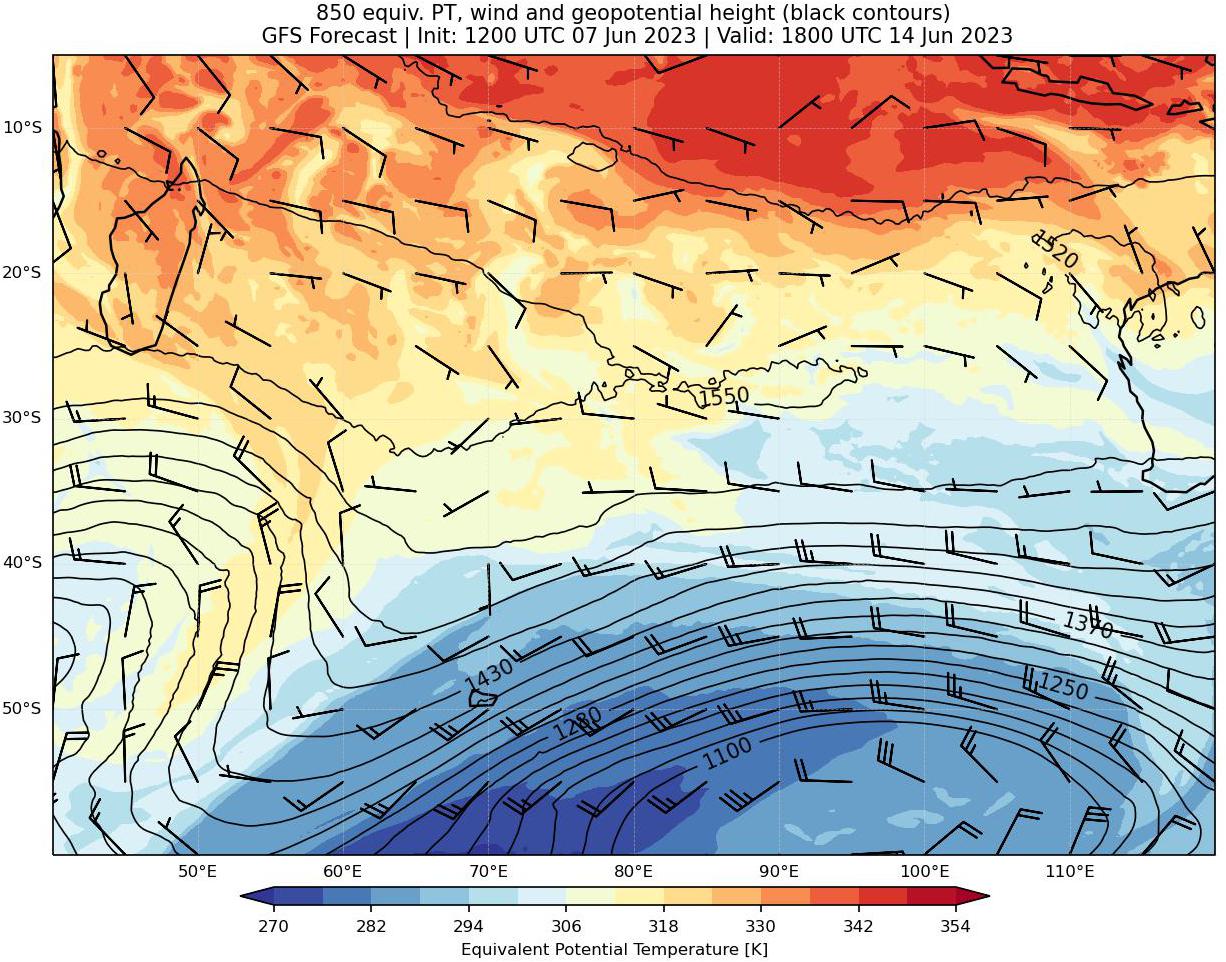 850 equiv. PT, wind and geopotential height (black contours)
GFS Forecast | Init: 1200 UTC 07 Jun 2023 | Valid: 1800 UTC 14 Jun 2023
10°S
1520
20°S
1550
30°S
40°S
1370
1430
1250
50°S
1280
1100
50°E 60°E 70°E 80°E 90°E 100°E 110°E
270 282 294 306 318 330 342 354
Equivalent Potential Temperature [K]